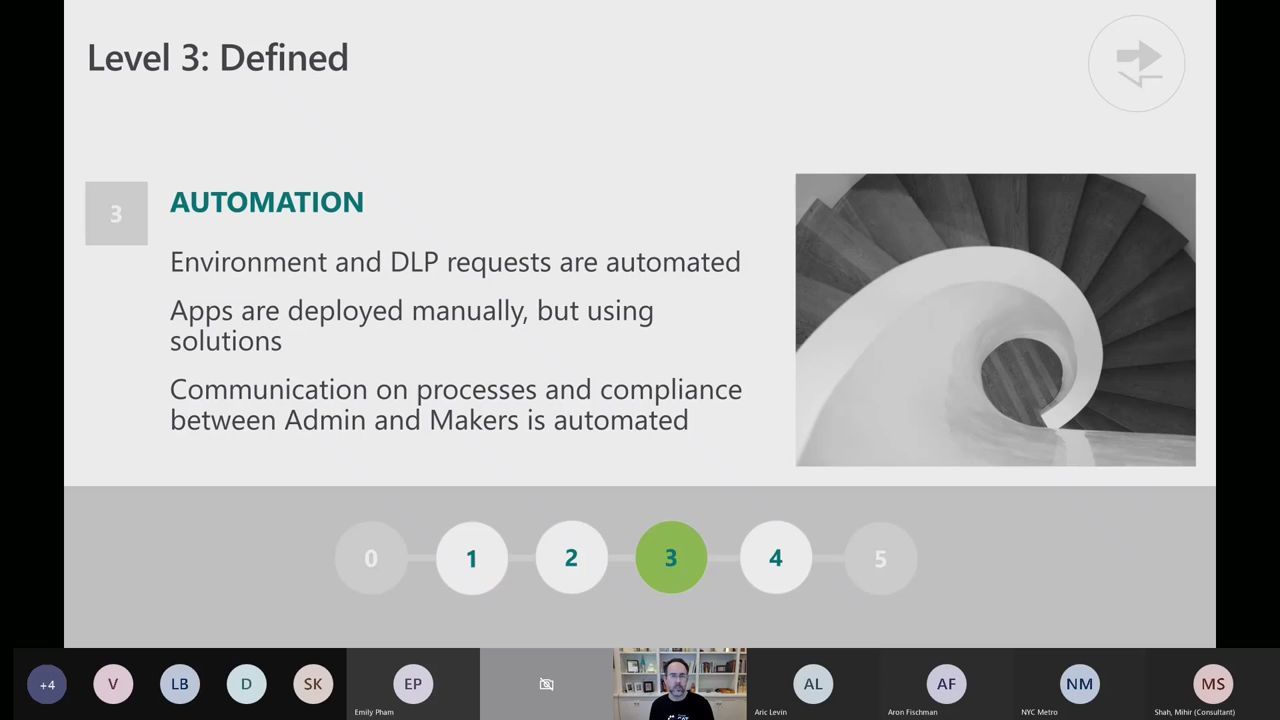 Level 3: Defined
3
AUTOMATION
Environment and DLP requests are automated
Apps are deployed manually, but using
solutions
Communication on processes and compliance
between Admin and Makers is automated
0 1 2 3 4 5
+4 V LB D SK EP AL AF NM MS
Emily Pham Aric Levin Aron Fischman NYC Metro Shah, Mihir (Consultant)